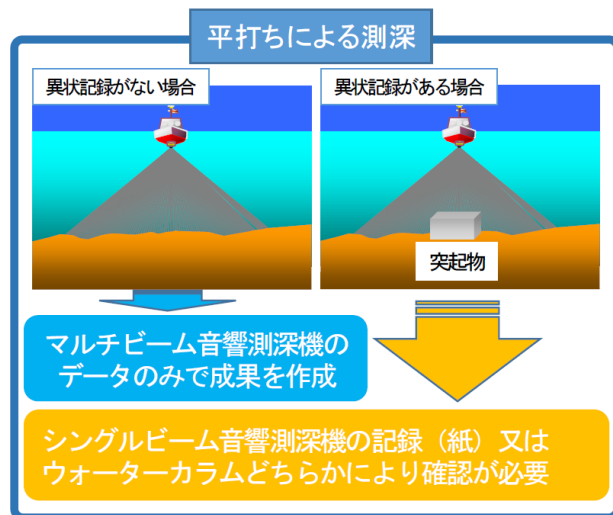 平打ちによる測深
異状記録がない場合
異状記録がある場合
突起物
マルチビーム音響測深機の
データのみで成果を作成
シングルビーム音響測深機の記録（紙）又は
ウォーターカラムどちらかにより確認が必要